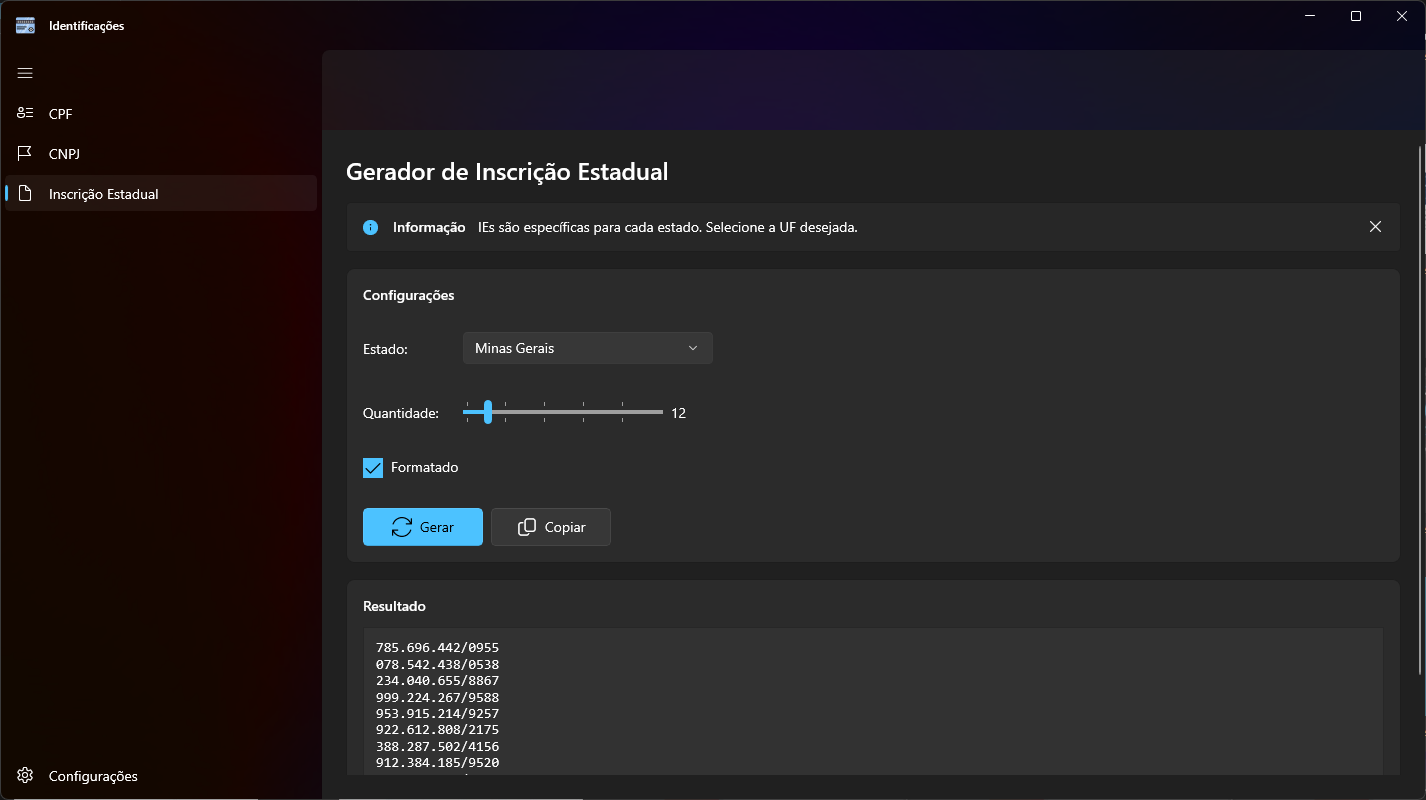 Identificações
CPF
CNPJ
Inscrição Estadual
Gerador de Inscrição Estadual
Informação IEs são específicas para cada estado. Selecione a UF desejada.
Configurações
Estado: Minas Gerais
Quantidade: 12
Formatado
Gerar Copiar
Resultado
785.696.442/0955
078.542.438/0538
234.040.655/8867
999.224.267/9588
953.915.214/9257
922.612.808/2175
388.287.502/4156
912.384.185/9520
Configurações